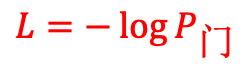 L = − log P门